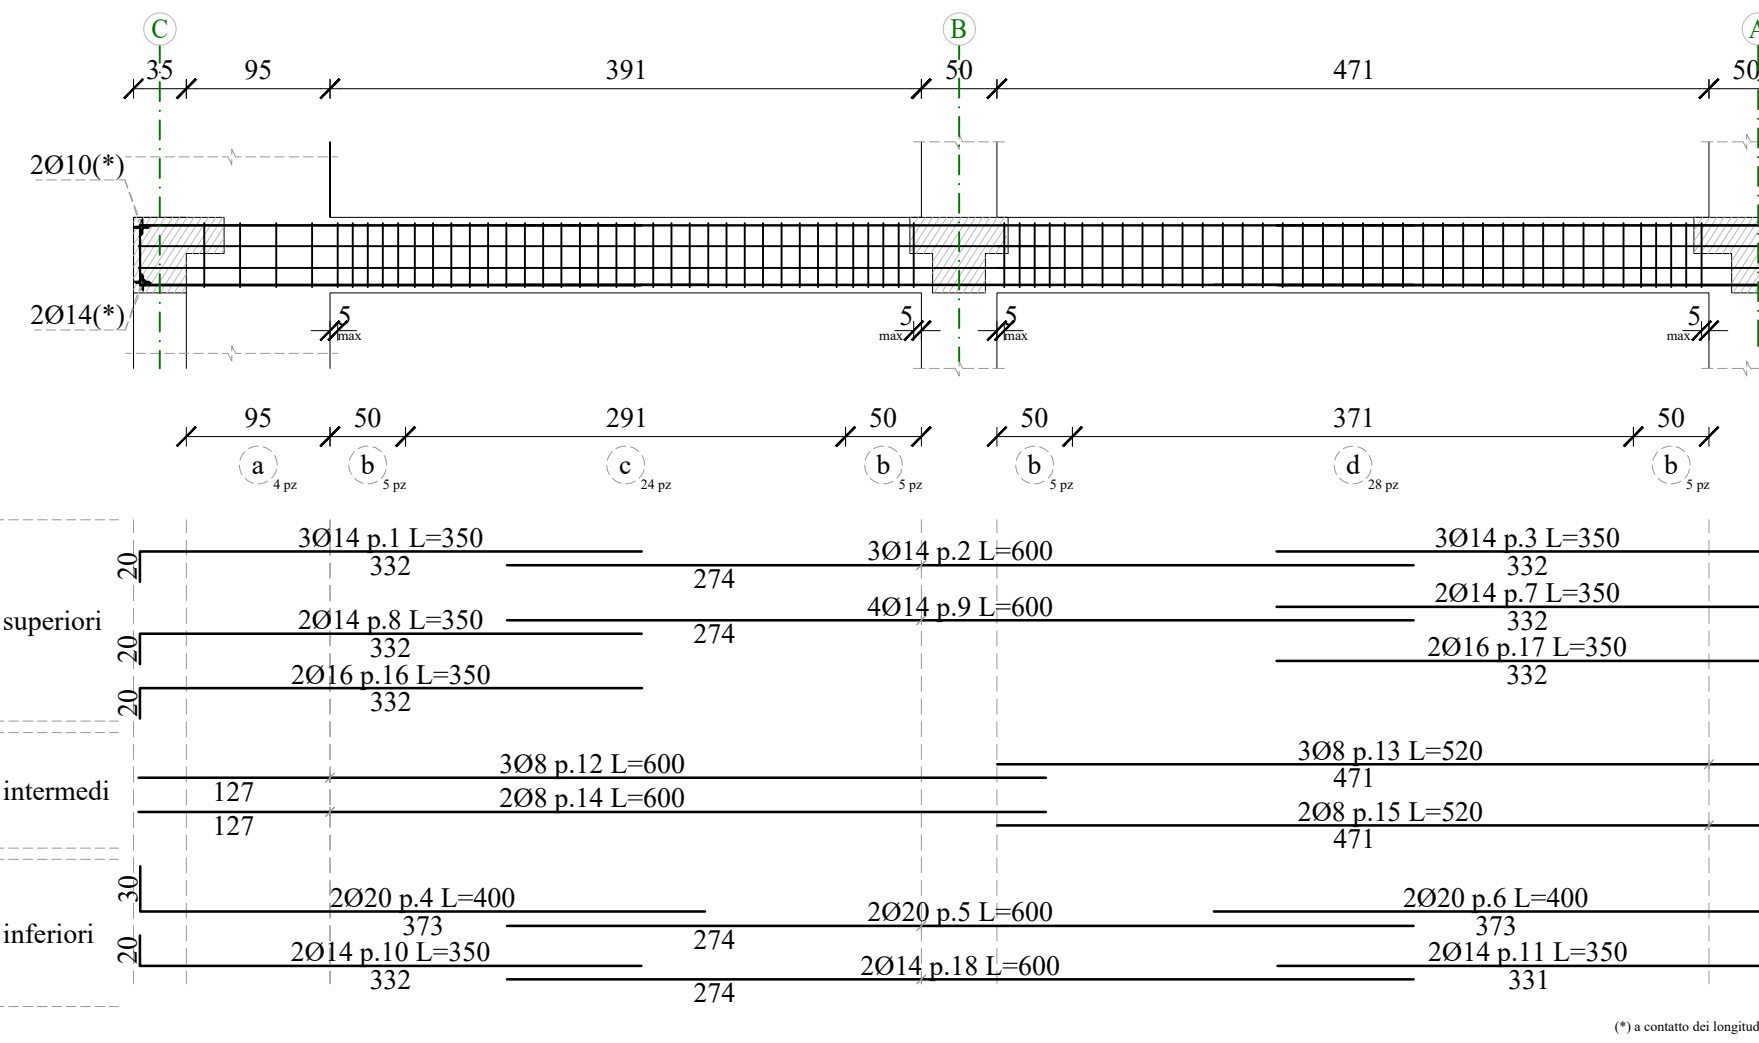 C B A
35 95 391 50 471 50
2Ø10(*)
2Ø14(*)
5 5 5 5
max max max max
95 50 291 50 50 371 50
a b c b b d b
4 pz 5 pz 24 pz 5 pz 5 pz 28 pz 5 pz
superiori
20
3Ø14 p.1 L=350
332
3Ø14 p.2 L=600
274
3Ø14 p.3 L=350
332
20
2Ø14 p.8 L=350
332
4Ø14 p.9 L=600
274
2Ø14 p.7 L=350
332
20
2Ø16 p.16 L=350
332
2Ø16 p.17 L=350
332
intermedi
3Ø8 p.12 L=600
127
3Ø8 p.13 L=520
471
2Ø8 p.14 L=600
127
2Ø8 p.15 L=520
471
inferiori
30
2Ø20 p.4 L=400
373
2Ø20 p.5 L=600
274
2Ø20 p.6 L=400
373
20
2Ø14 p.10 L=350
332
2Ø14 p.18 L=600
274
2Ø14 p.11 L=350
331
(*) a contatto dei longitud